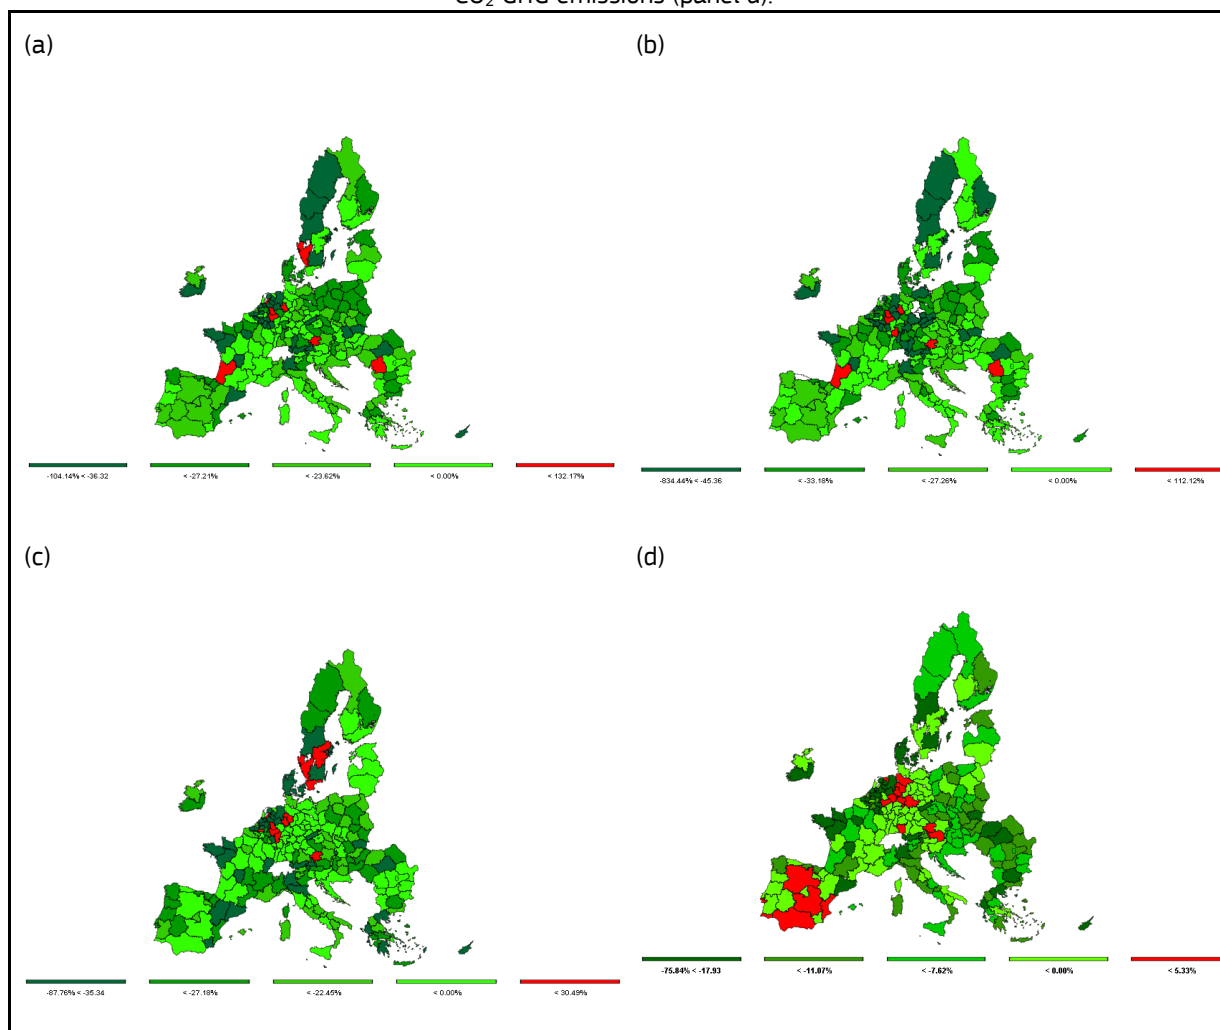 CO₂ GHG emissions (panel d).
(a) (b)
-104.14% < -36.32 < -27.21% < -23.62% < 0.00% < 132.17% -834.44% < -45.36 < -33.18% < -27.26% < 0.00% < 112.12%
(c) (d)
-87.76% < -35.34 < -27.18% < -22.45% < 0.00% < 30.49% -75.84% < -17.93 < -11.07% < -7.62% < 0.00% < 5.33%